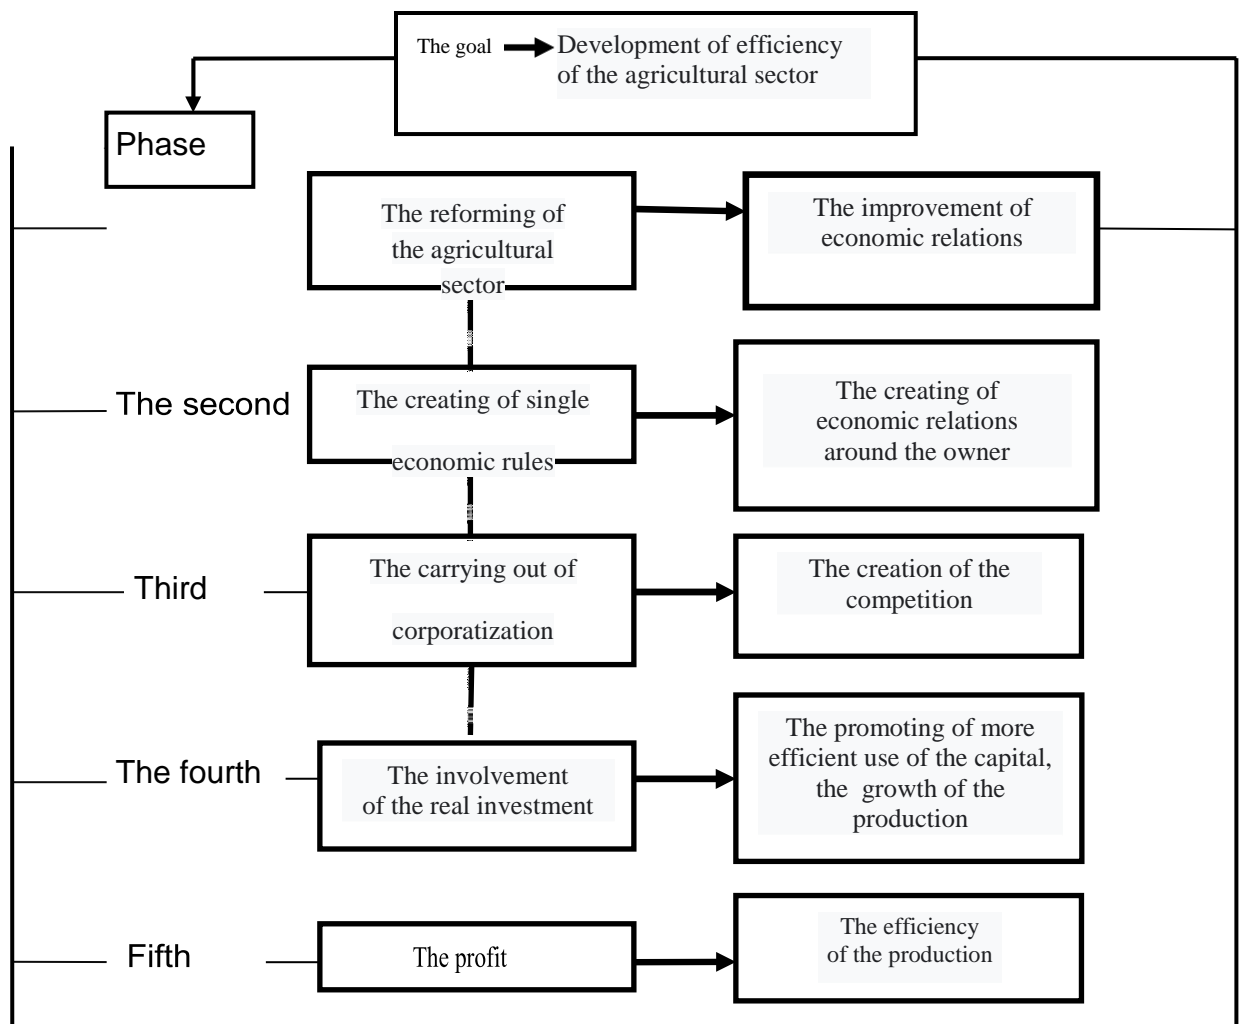 The goal
Development of efficiency
of the agricultural sector
Phase
The reforming of
the agricultural
sector
The improvement of
economic relations
The second
The creating of single
economic rules
The creating of
economic relations
around the owner
Third
The carrying out of
corporatization
The creation of the
competition
The fourth
The involvement
of the real investment
The promoting of more
efficient use of the capital,
the growth of the
production
Fifth
The profit
The efficiency
of the production